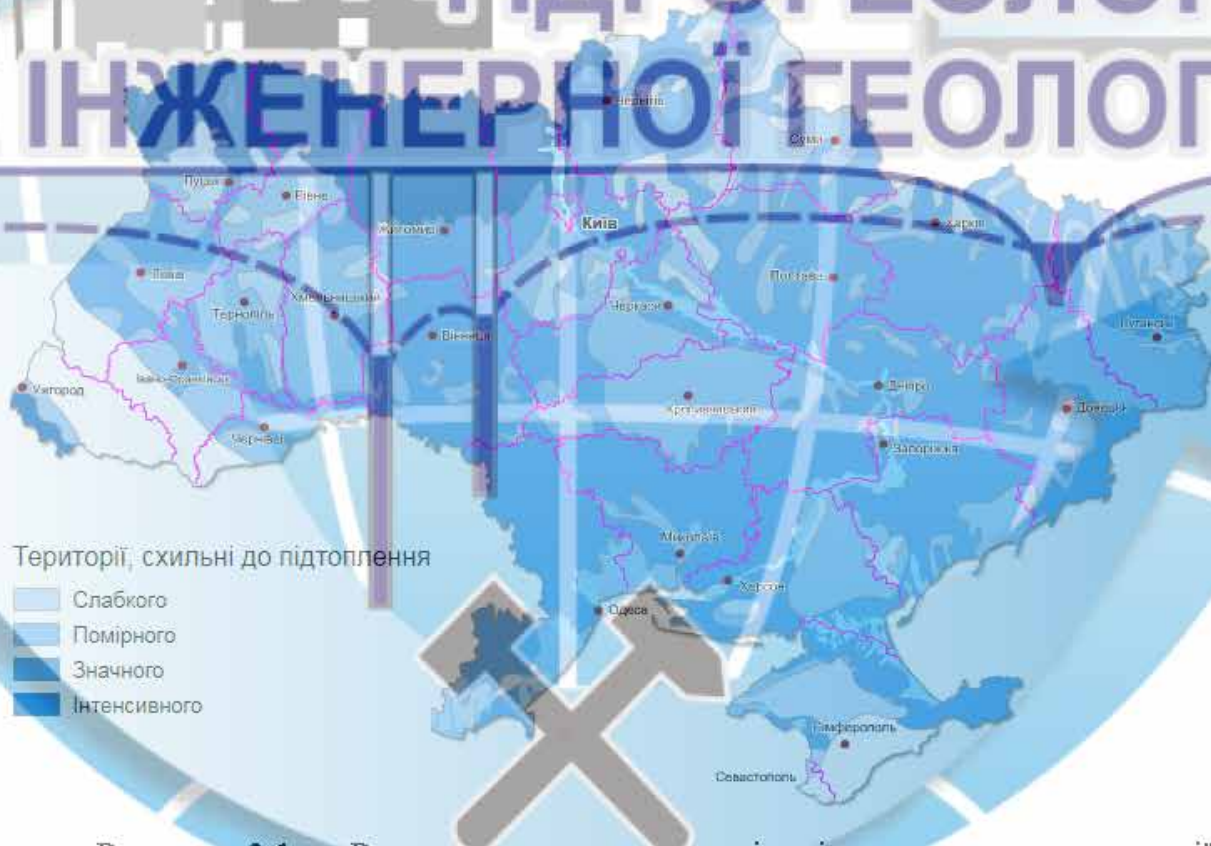 ІНЖЕНЕРНОЇ ГЕОЛОГ
Чернігів
Суми
Луцьк
Рівне
Київ
Житомир
Харків
Львів
Тернопіль
Хмельницький
Полтава
Черкаси
Вінниця
Луганськ
Івано-Франківськ
Ужгород
Дніпро
Кропивницький
Донецьк
Чернівці
Запоріжжя
Миколаїв
Херсон
Одеса
Території, схильні до підтоплення
Слабкого
Помірного
Значного
Інтенсивного
Сімферополь
Севастополь